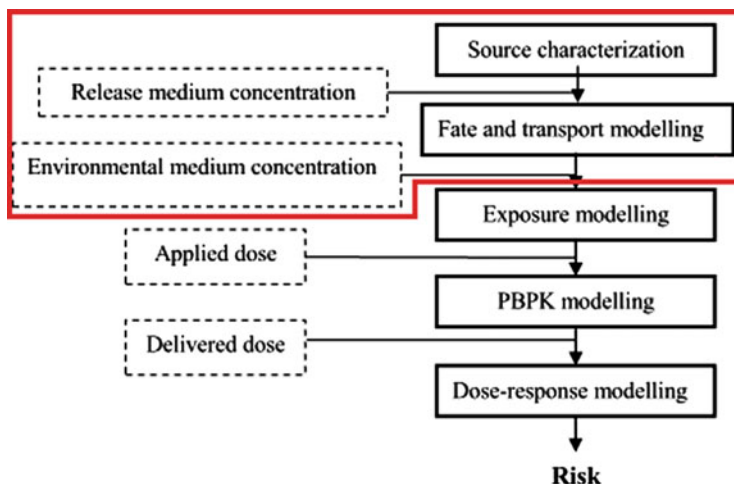 Source characterization
Release medium concentration
Fate and transport modelling
Environmental medium concentration
Exposure modelling
Applied dose
PBPK modelling
Delivered dose
Dose-response modelling
Risk